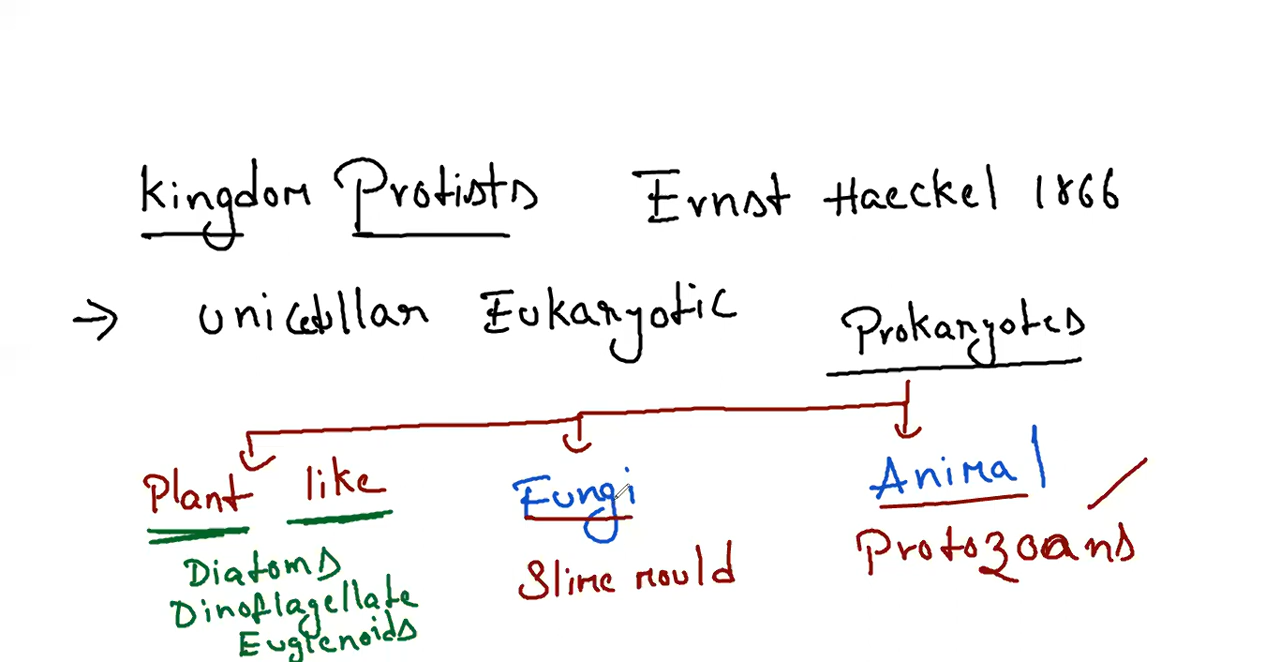 Kingdom Protists Ernst Haeckel 1866
→ unicellular Eukaryotic Prokaryotes
Plant like Fungi Animal
Diatoms Slime mould Protozoans
Dinoflagellate
Euglenoids